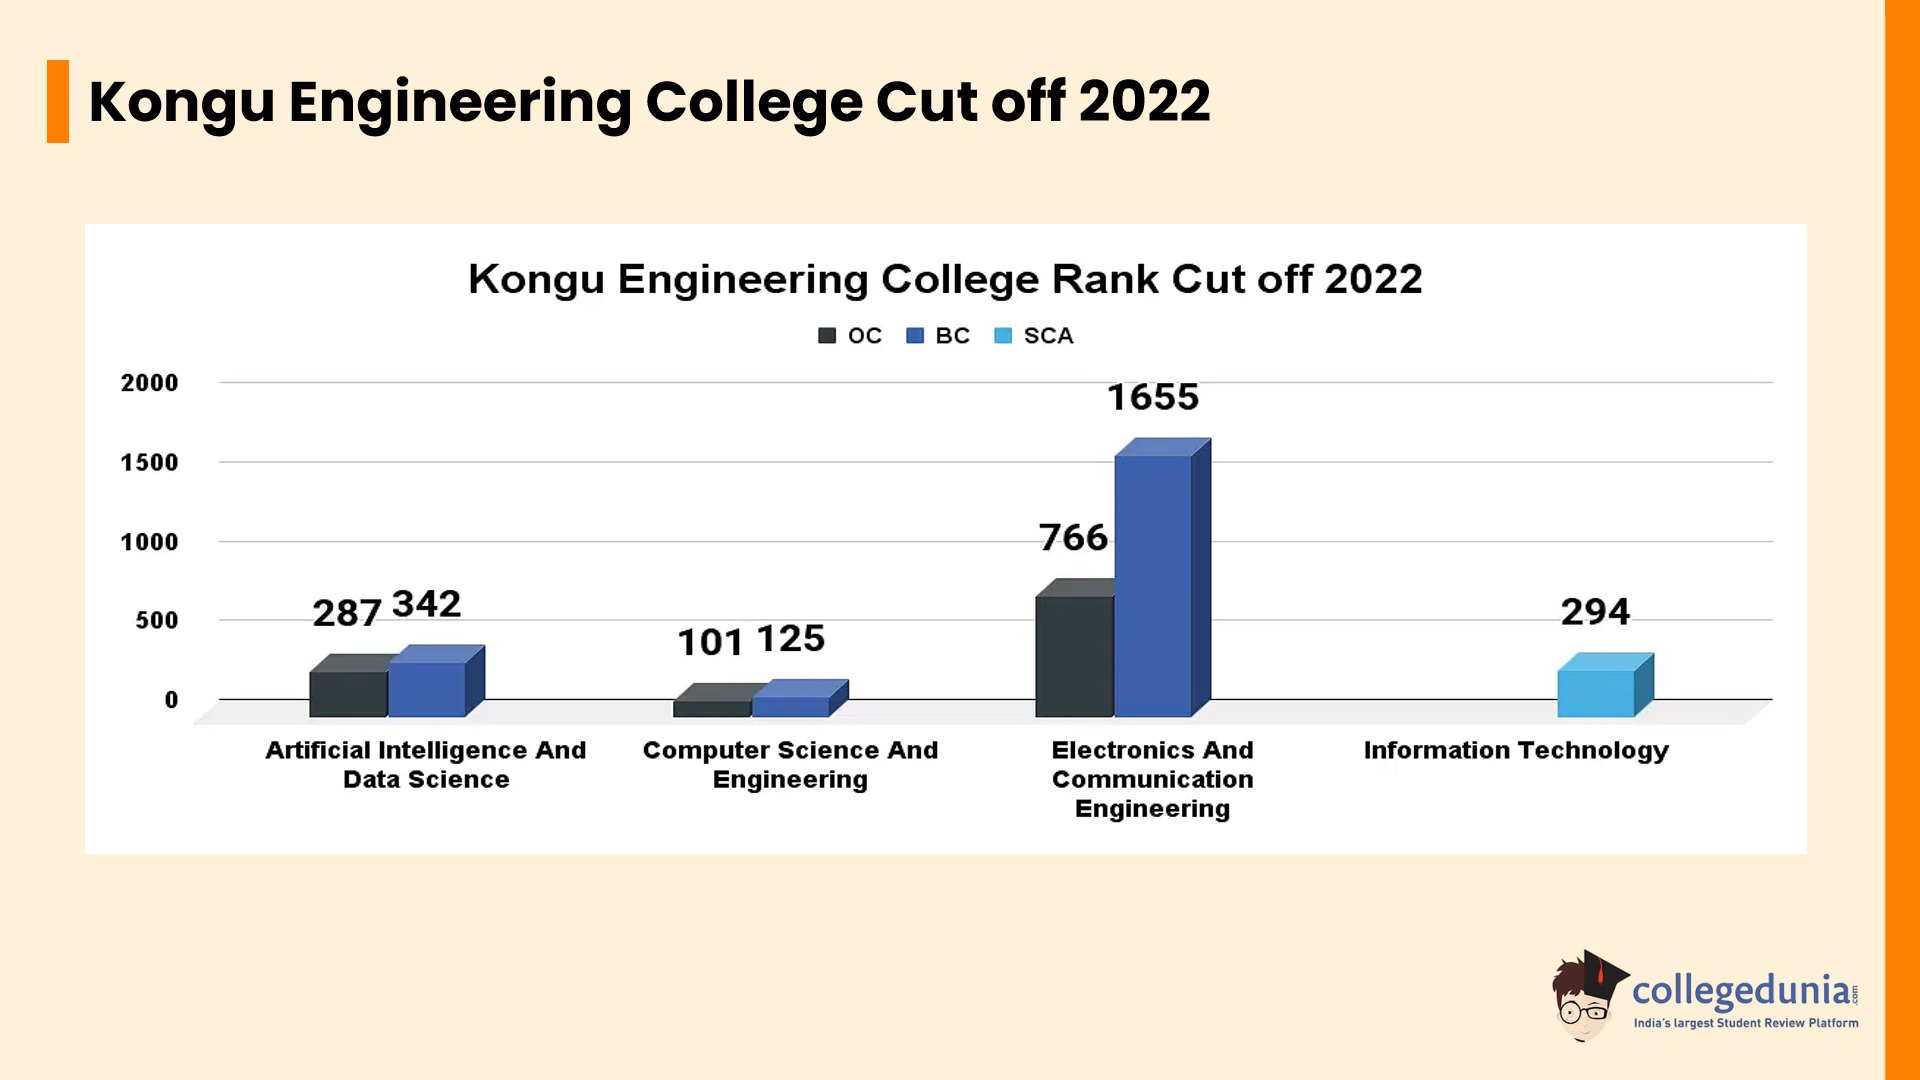 Kongu Engineering College Cut off 2022
Kongu Engineering College Rank Cut off 2022
OC BC SCA
2000
1500
1000
500
0
287 342
101 125
766
1655
294
Artificial Intelligence And
Data Science
Computer Science And
Engineering
Electronics And
Communication
Engineering
Information Technology
collegedunia.com
India's largest Student Review Platform